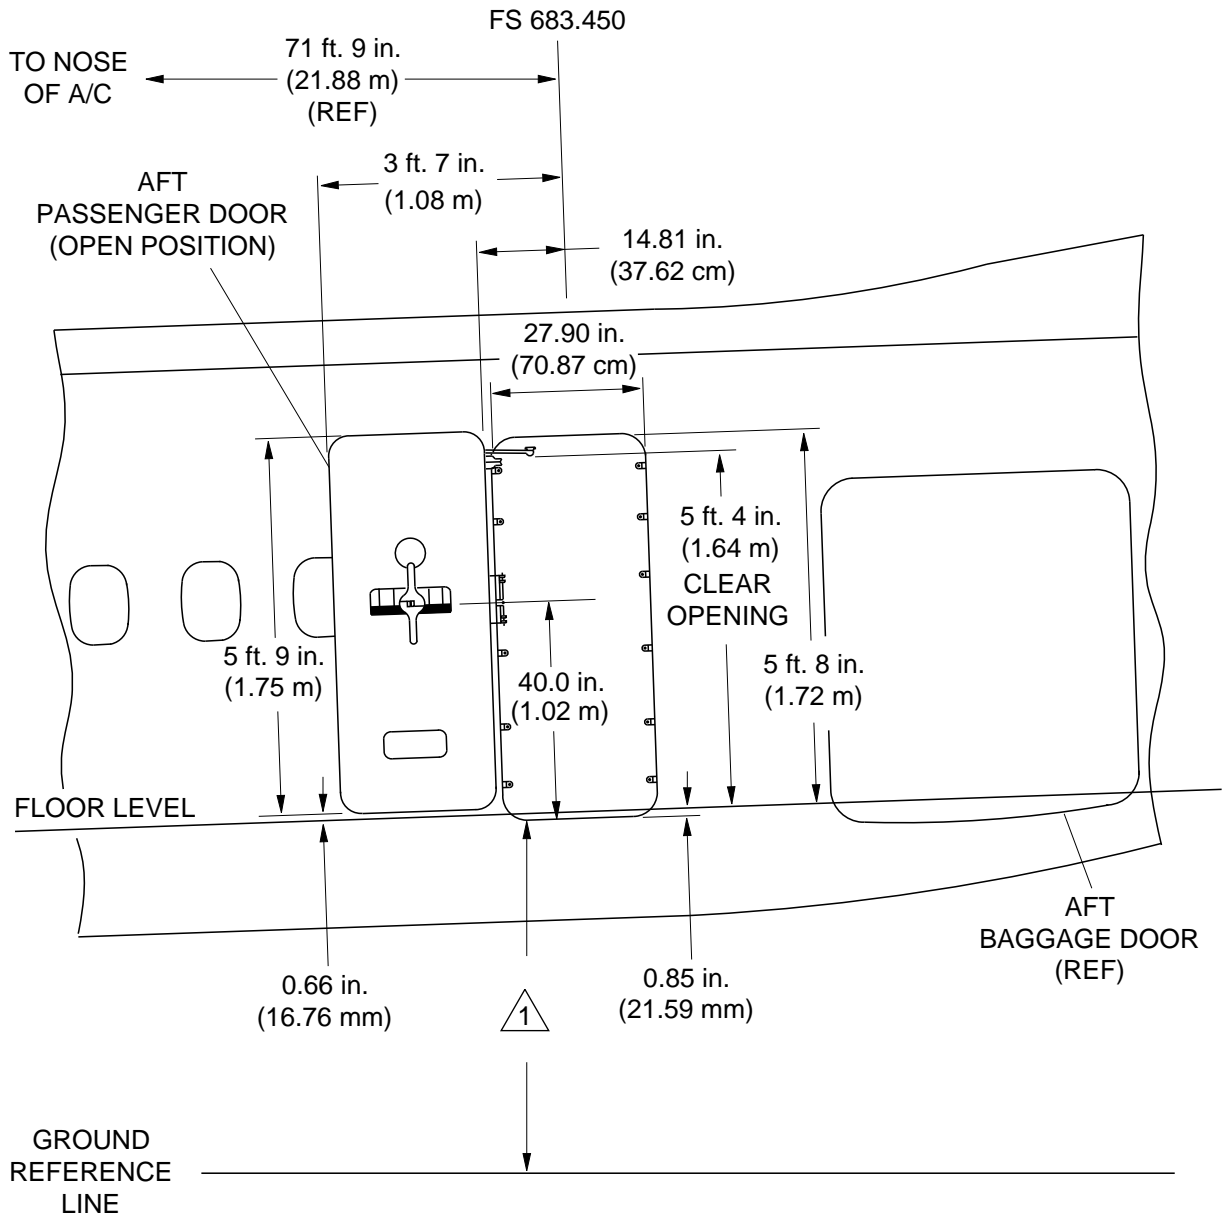 FS 683.450
71 ft. 9 in.
(21.88 m)
(REF)
TO NOSE
OF A/C
3 ft. 7 in.
(1.08 m)
AFT
PASSENGER DOOR
(OPEN POSITION)
14.81 in.
(37.62 cm)
27.90 in.
(70.87 cm)
5 ft. 4 in.
(1.64 m)
CLEAR
OPENING
5 ft. 9 in.
(1.75 m)
40.0 in.
(1.02 m)
5 ft. 8 in.
(1.72 m)
FLOOR LEVEL
0.66 in.
(16.76 mm)
1
0.85 in.
(21.59 mm)
AFT
BAGGAGE DOOR
(REF)
GROUND
REFERENCE
LINE